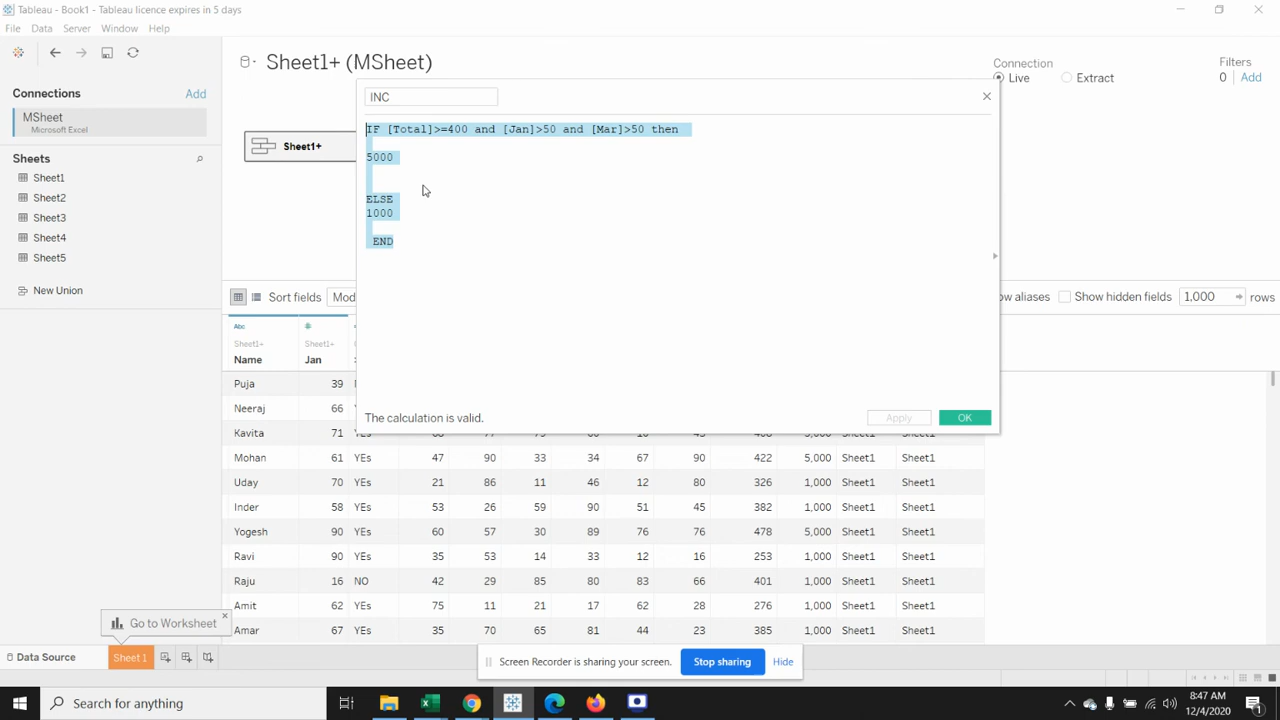 Tableau - Book1 - Tableau licence expires in 5 days
File Data Server Window Help
Connections Add
MSheet
Microsoft Excel
Sheets
Sheet1
Sheet2
Sheet3
Sheet4
Sheet5
New Union
Sheet1+ (MSheet)
Connection
Live Extract
Filters
0 Add
Sheet1+
INC
IF [Total]>=400 and [Jan]>50 and [Mar]>50 then
5000
ELSE
1000
END
The calculation is valid.
Apply OK
Sort fields Mod
ow aliases Show hidden fields 1,000 rows
Abc
Sheet1+ Sheet1+
Name Jan
Puja 39
Neeraj 66
Kavita 71
Mohan 61 YEs 47 90 33 34 67 90 422 5,000 Sheet1 Sheet1
Uday 70 YEs 21 86 11 46 12 80 326 1,000 Sheet1 Sheet1
Inder 58 YEs 53 26 59 90 51 45 382 1,000 Sheet1 Sheet1
Yogesh 90 YEs 60 57 30 89 76 76 478 5,000 Sheet1 Sheet1
Ravi 90 YEs 35 53 14 33 12 16 253 1,000 Sheet1 Sheet1
Raju 16 NO 42 29 85 80 83 66 401 1,000 Sheet1 Sheet1
Amit 62 YEs 75 11 21 17 62 28 276 1,000 Sheet1 Sheet1
Amar 67 YEs 35 70 65 81 44 23 385 1,000 Sheet1 Sheet1
Go to Worksheet
Data Source Sheet 1
Screen Recorder is sharing your screen. Stop sharing Hide
Search for anything
8:47 AM
12/4/2020
1